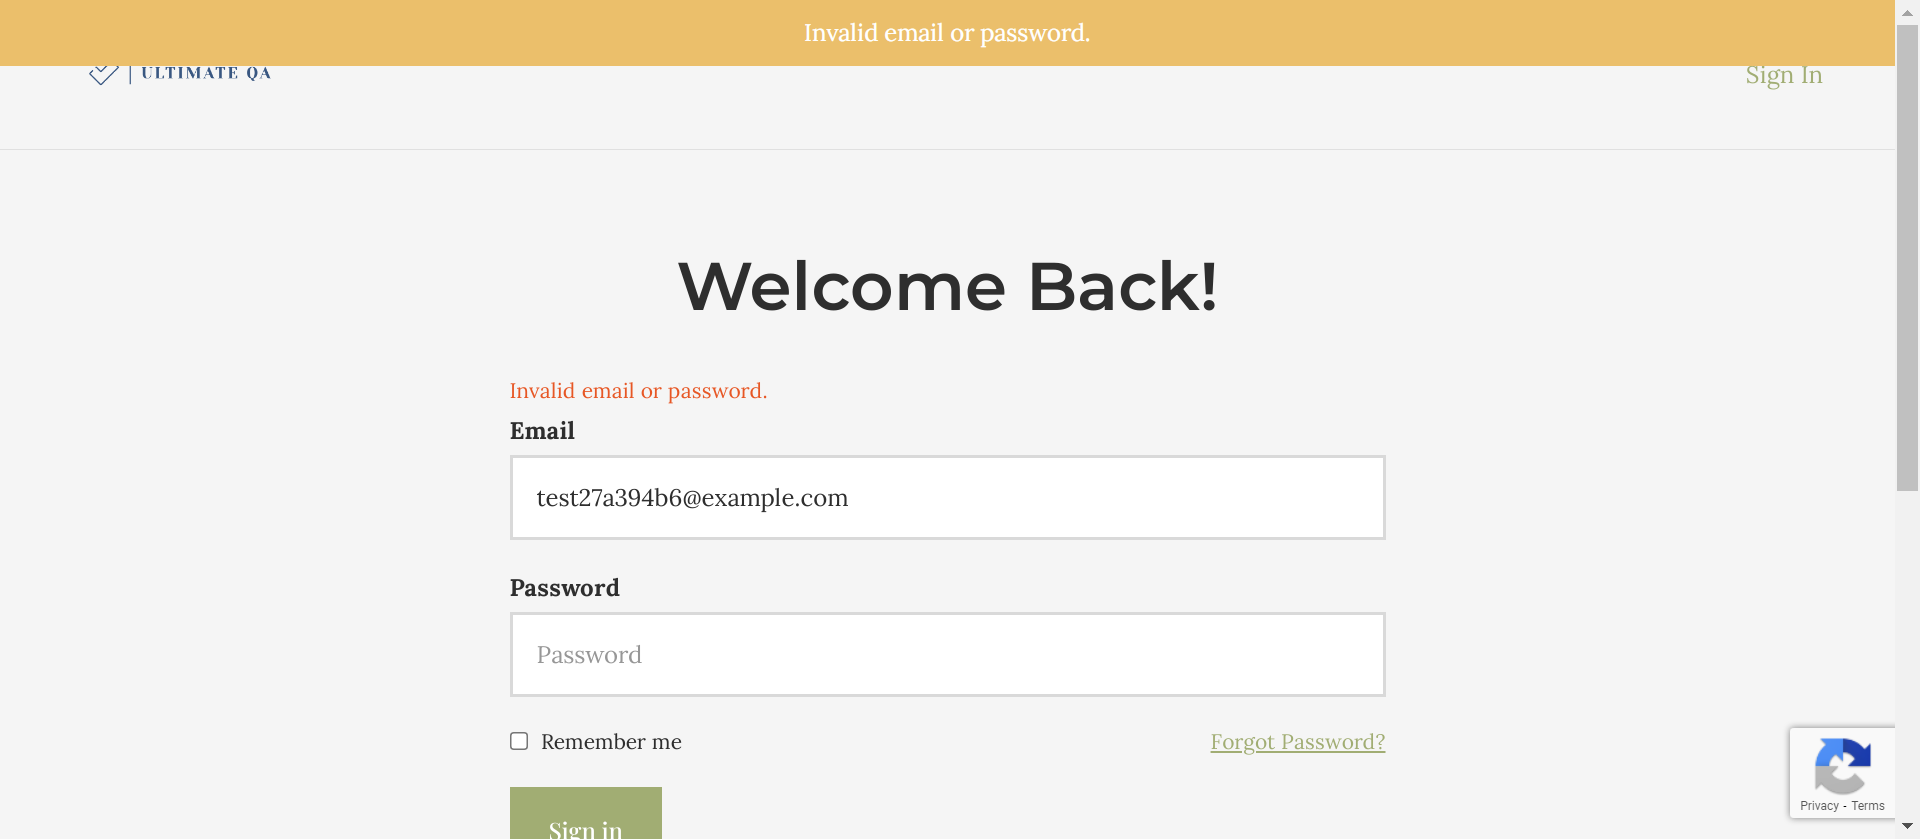 Invalid email or password.
ULTIMATE QA
Sign In
Welcome Back!
Invalid email or password.
Email
test27a394b6@example.com
Password
Password
Remember me
Forgot Password?
Sign in
Privacy - Terms